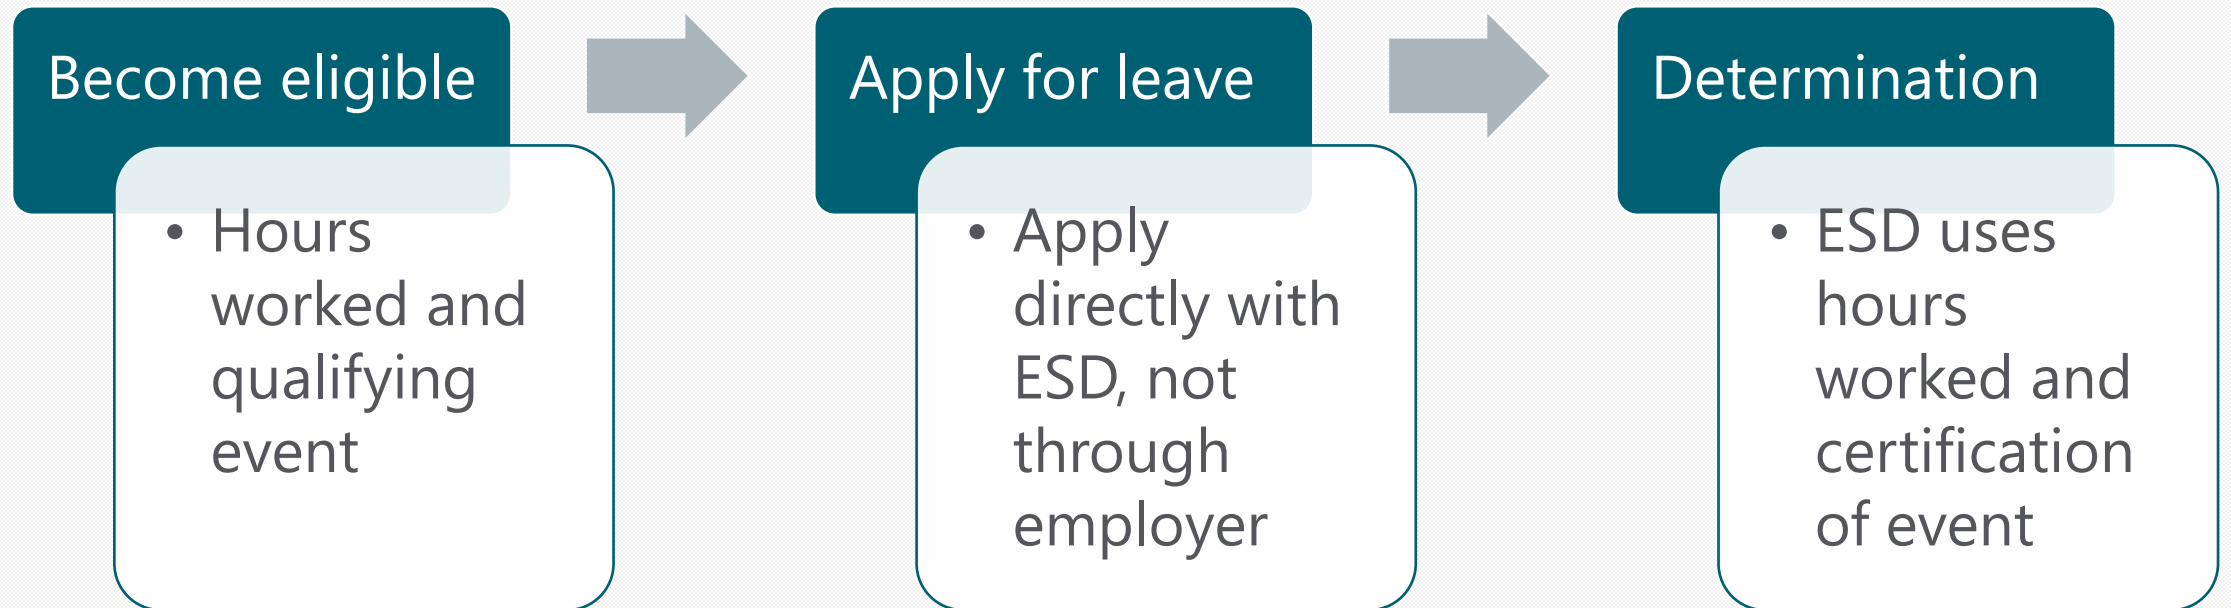 Become eligible
• Hours
worked and
qualifying
event
Apply for leave
• Apply
directly with
ESD, not
through
employer
Determination
• ESD uses
hours
worked and
certification
of event